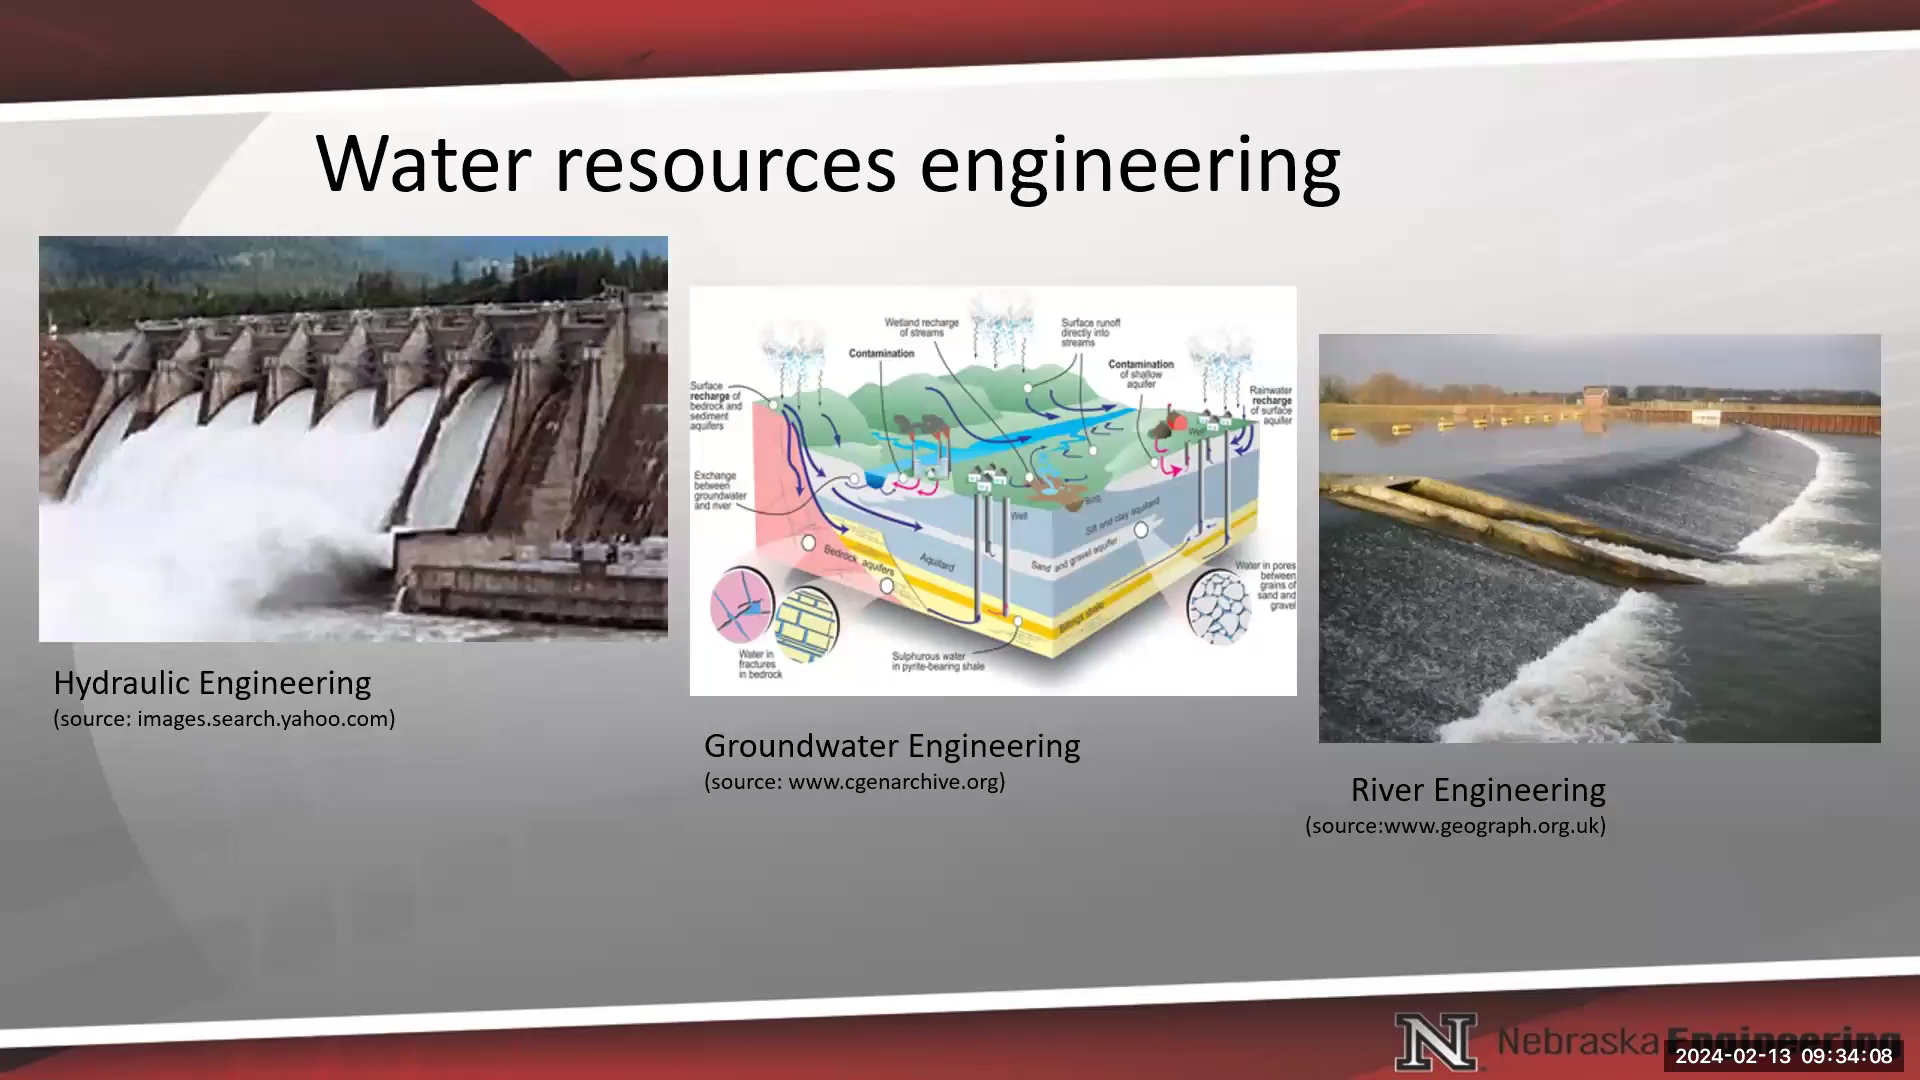 Water resources engineering
Hydraulic Engineering
(source: images.search.yahoo.com)
Wetland recharge
of streams
Surface runoff
directly into
streams
Contamination
Contamination
of shallow
aquifer
Surface
recharge of
bedrock and
sediment
aquifers
Rainwater
recharge
of surface
aquifer
Well
Exchange
between
groundwater
and river
Well
Silt and clay aquitard
Sand and gravel aquifer
Bedrock aquifers
Aquitard
Billings shale
Water in pores
between
grains of
sand and
gravel
Water in
fractures
in bedrock
Sulphurous water
in pyrite-bearing shale
Groundwater Engineering
(source: www.cgenarchive.org)
River Engineering
(source:www.geograph.org.uk)
N
Nebraska Engineering
2024-02-13 09:34:08